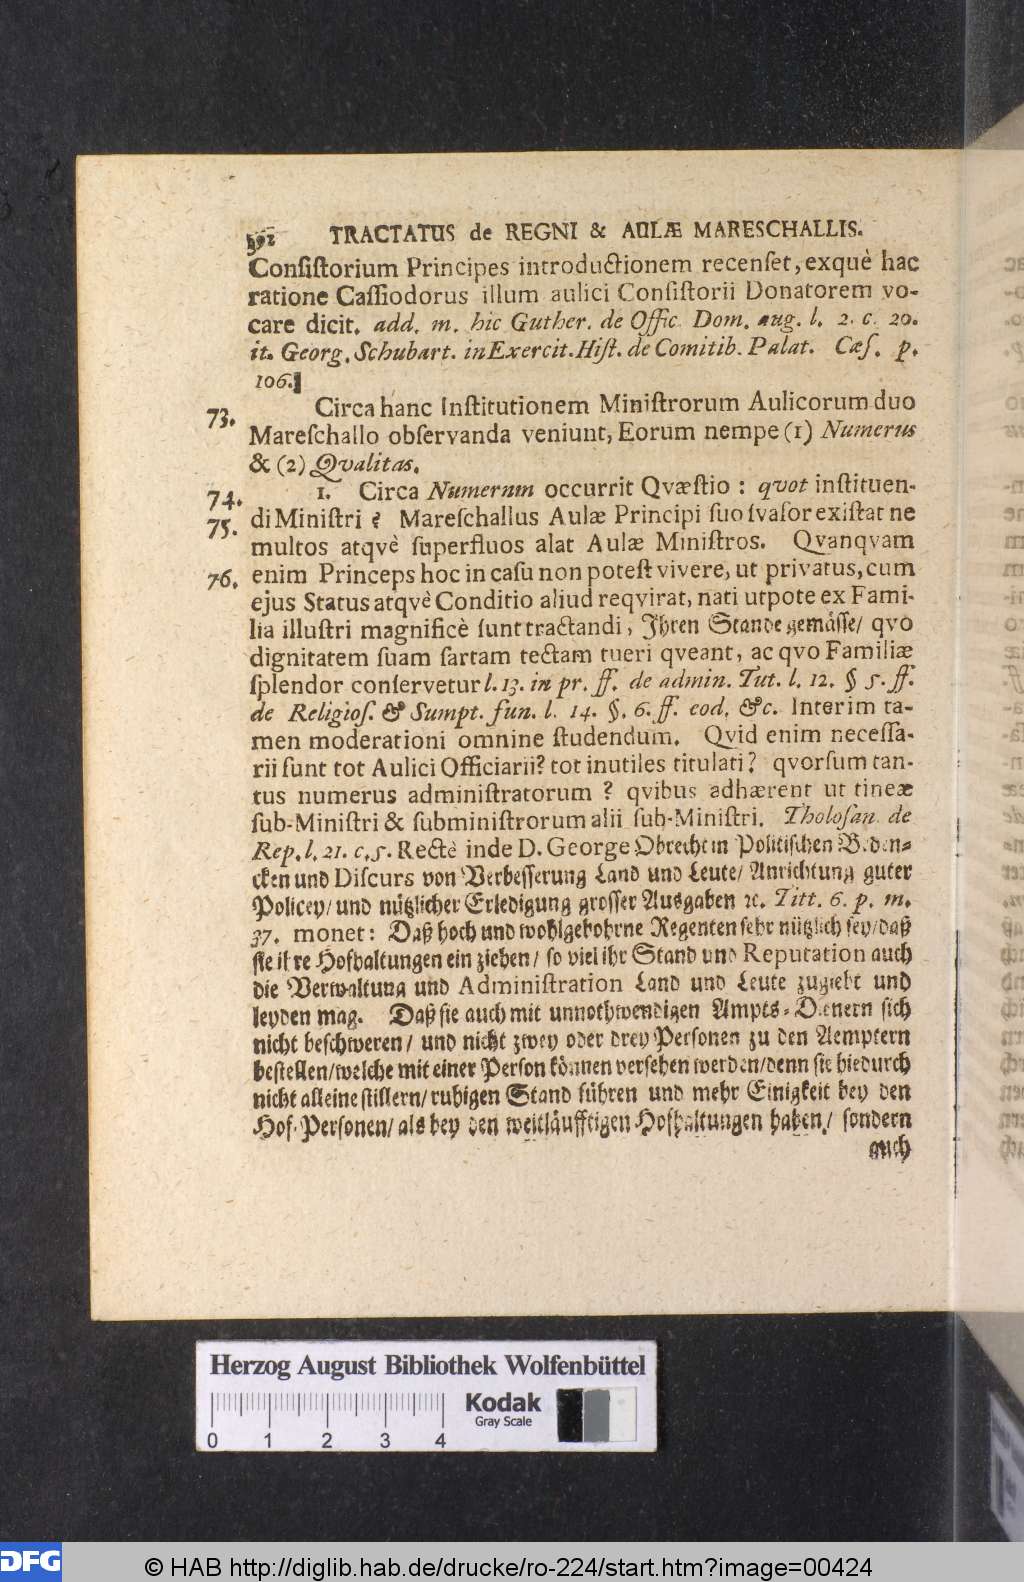 392 TRACTATUS de REGNI & AULÆ MARESCHALLIS.
Consistorium Principes introductionem recenset, exquè hac
ratione Cassiodorus illum aulici Consistorii Donatorem vo-
care dicit. add. m. hic Guther. de Offic. Dom. aug. l. 2. c. 20.
it. Georg. Schubart. in Exercit. Hist. de Comitib. Palat. Cæs. p.
106.]
73. Circa hanc Institutionem Ministrorum Aulicorum duo
Mareschallo observanda veniunt, Eorum nempe (1) Numerus
& (2) Qvalitas.
74. 1. Circa Numerum occurrit Qvæstio: quot instituen-
75. di Ministri? Mareschallus Aulæ Principi suo svasor existat ne
multos atqvè superfluos alat Aulæ Ministros. Qvanqvam
76. enim Princeps hoc in casu non potest vivere, ut privatus, cum
ejus Status atqvè Conditio aliud reqvirat, nati utpote ex Fami-
lia illustri magnificè sunt tractandi, Ihren Stande gemässe/ qvo
dignitatem suam sartam tectam tueri qveant, ac qvo Familiæ
splendor conservetur l. 13. in pr. ff. de admin. Tut. l. 12. § 5. ff.
de Religios. & Sumpt. fun. l. 14. §. 6. ff. eod. &c. Interim ta-
men moderationi omnine studendum. Qvid enim necessa-
rii sunt tot Aulici Officiarii? tot inutiles titulati? qvorsum tan-
tus numerus administratorum? qvibus adhærent ut tineæ
sub-Ministri & subministrorum alii sub-Ministri. Tholosan. de
Rep. l. 21. c. 5. Rectè inde D. George Obrecht in Politischen Beden-
cken und Discurs von Verbesserung Land und Leute/ Anrichtung guter
Policey/ und nützlicher Erledigung grosser Ausgaben ꝛc. Titt. 6. p. m.
37. monet: Daß hoch und wohlgebohrne Regenten sehr nützlich sey/ daß
sie ihre Hofhaltungen ein ziehen/ so viel ihr Stand und Reputation auch
die Verwaltung und Administration Land und Leute zugiebt und
leyden mag. Daß sie auch mit unnothwendigen Ampts-Dienern sich
nicht beschweren/ und nicht zwey oder drey Personen zu den Aemptern
bestellen/ welche mit einer Person können versehen werden/ denn sie hiedurch
nicht alleine stillern/ ruhigen Stand führen und mehr Einigkeit bey den
Hof-Personen/ als bey den weitläufftigen Hofhaltungen haben/ sondern
auch
Herzog August Bibliothek Wolfenbüttel
Kodak
Gray Scale
0 1 2 3 4
DFG
© HAB http://diglib.hab.de/drucke/ro-224/start.htm?image=00424